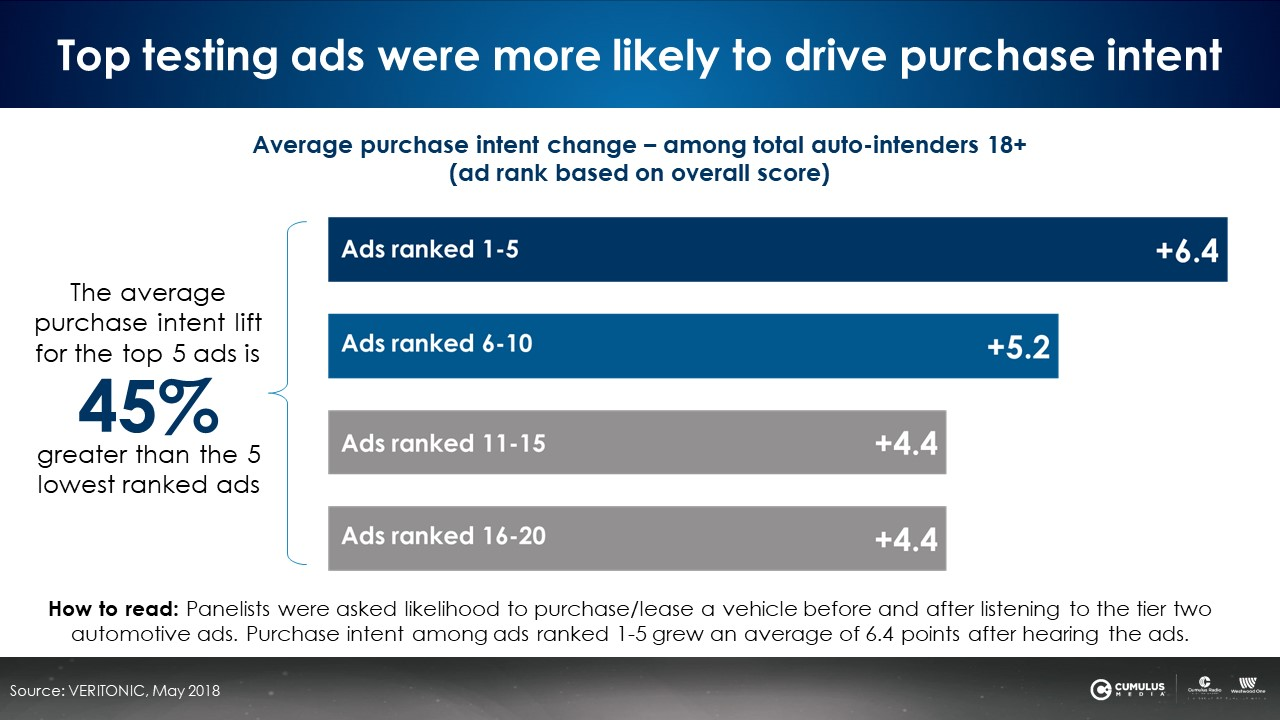 Top testing ads were more likely to drive purchase intent
Average purchase intent change – among total auto-intenders 18+
(ad rank based on overall score)
The average
purchase intent lift
for the top 5 ads is
45%
greater than the 5
lowest ranked ads
Ads ranked 1-5
+6.4
Ads ranked 6-10
+5.2
Ads ranked 11-15
+4.4
Ads ranked 16-20
+4.4
How to read: Panelists were asked likelihood to purchase/lease a vehicle before and after listening to the tier two
automotive ads. Purchase intent among ads ranked 1-5 grew an average of 6.4 points after hearing the ads.
Source: VERITONIC, May 2018
CUMULUS
MEDIA
Cumulus Radio
Westwood One